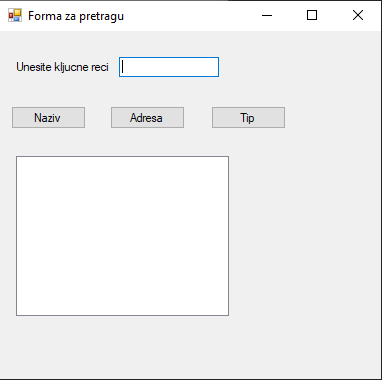 Forma za pretragu
Unesite kljucne reci
Naziv Adresa Tip